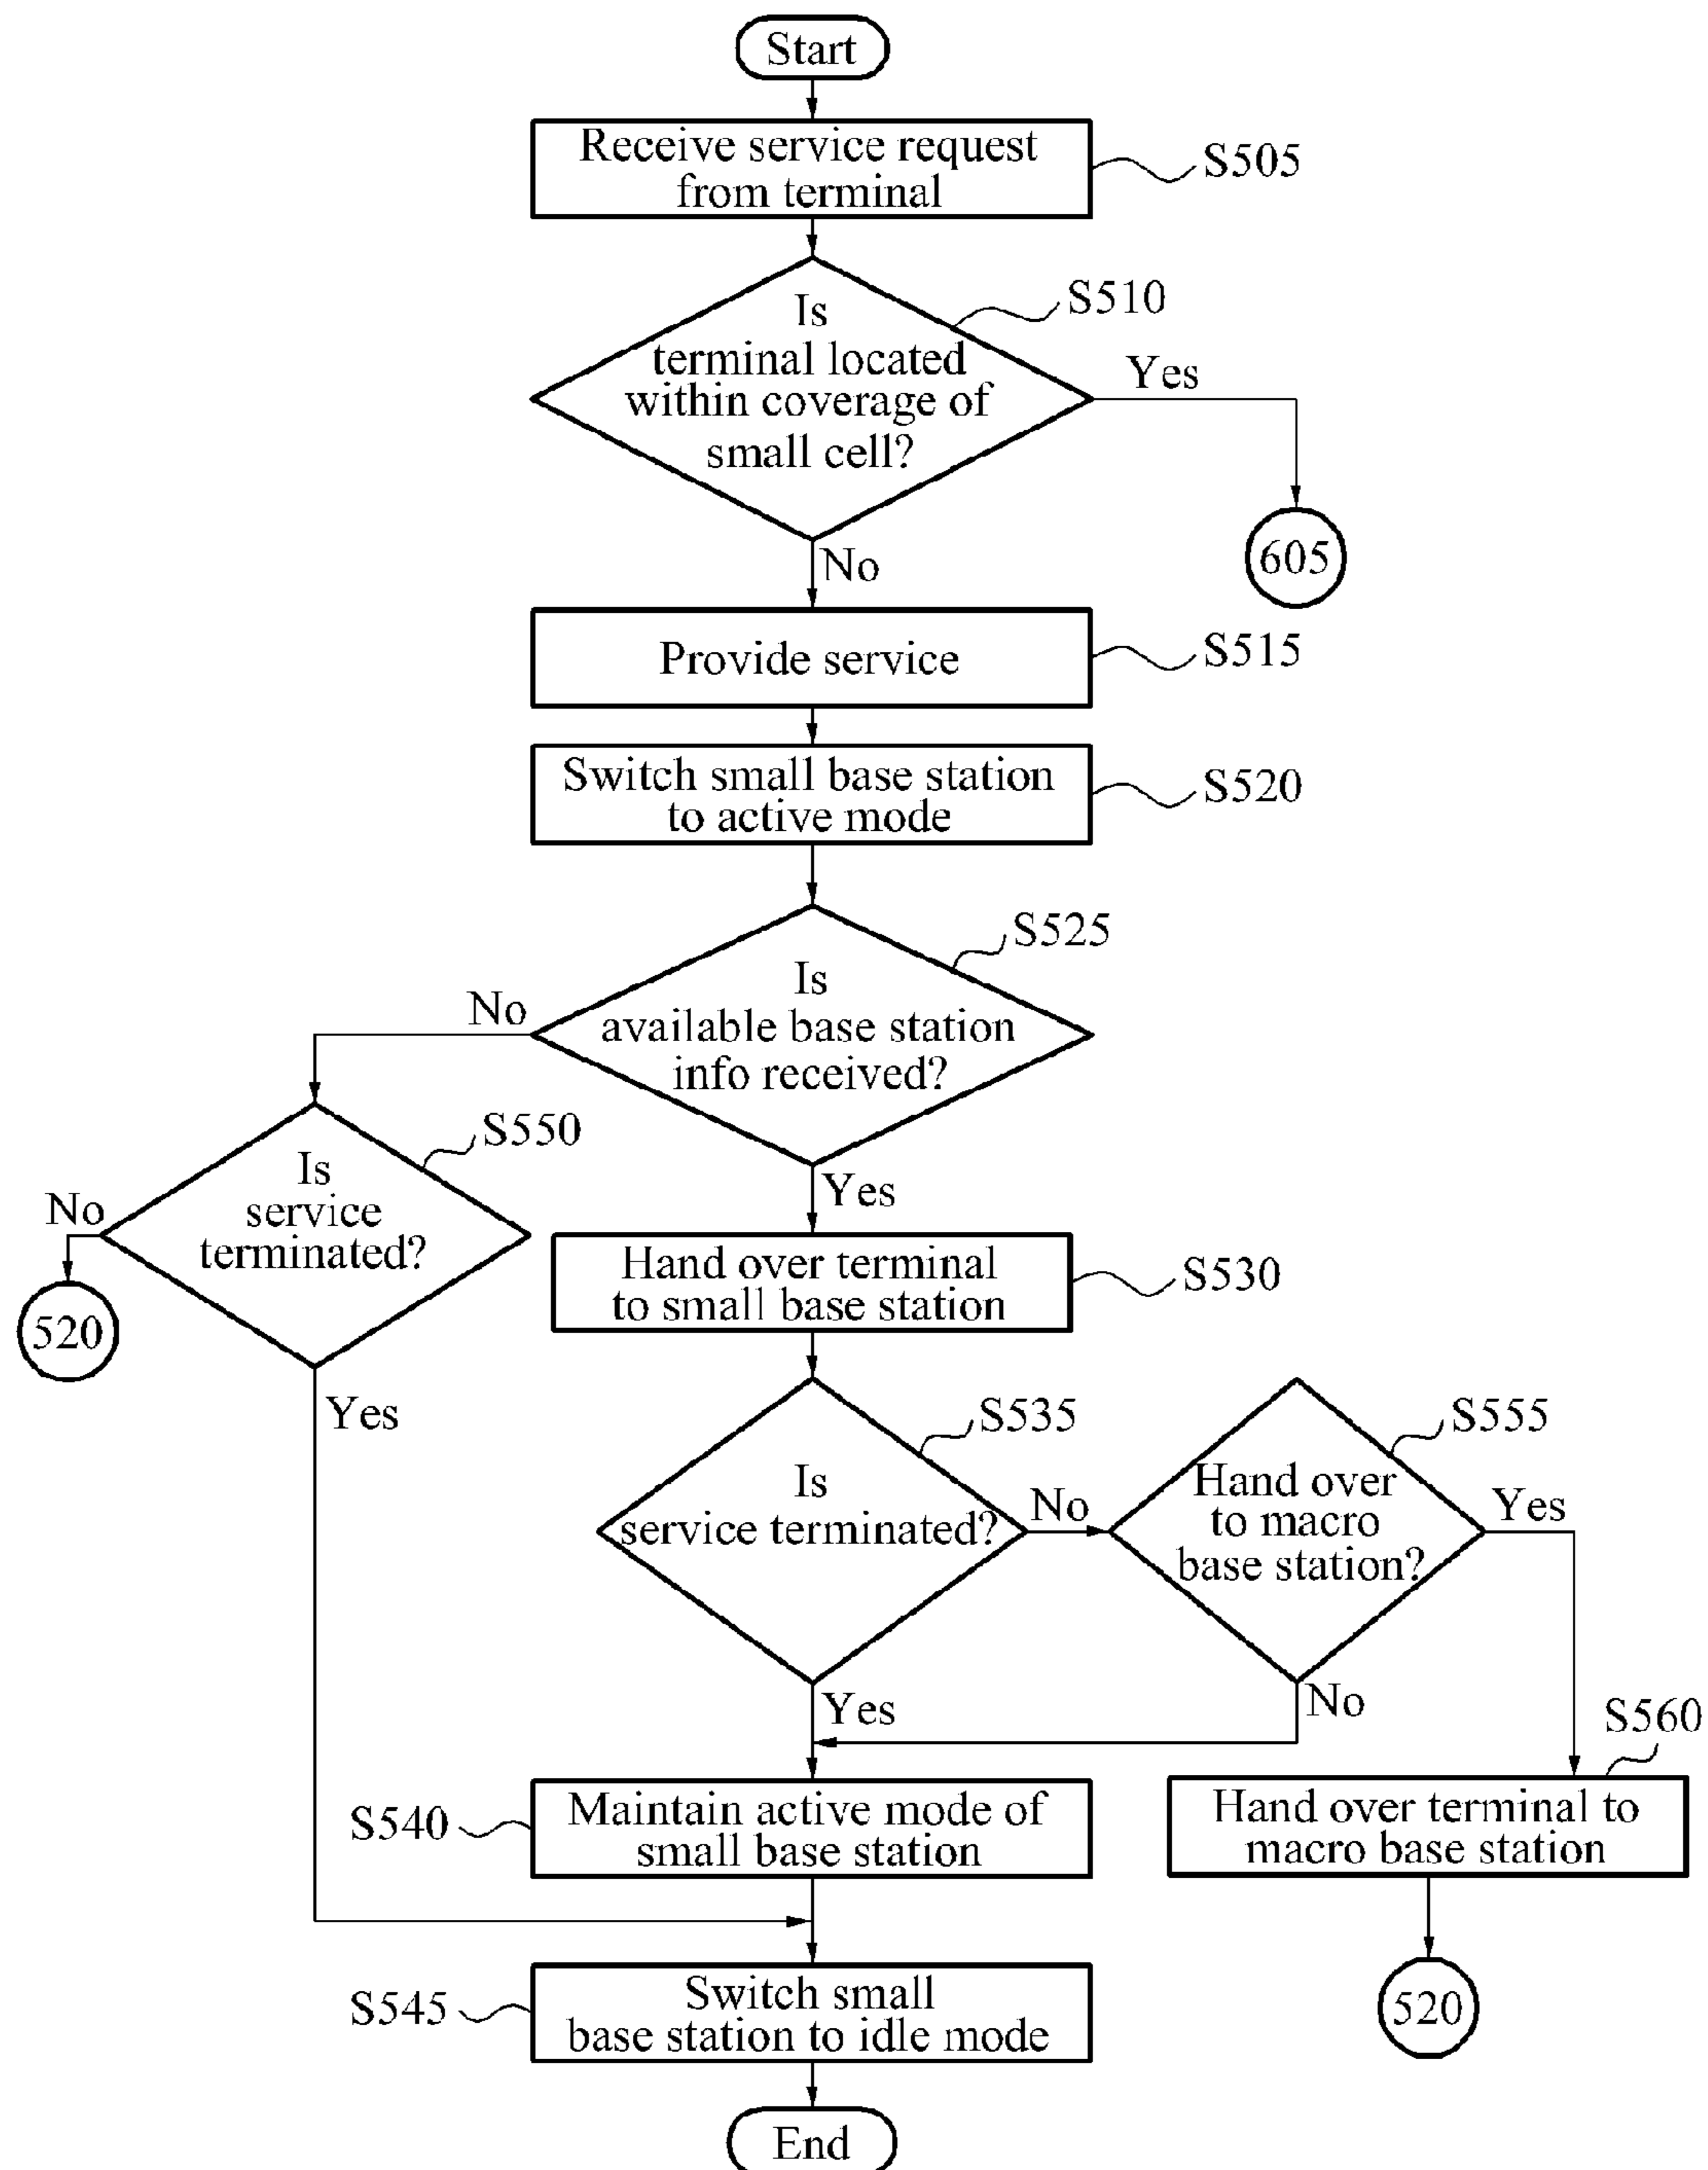 Start
Receive service request
from terminal
S505
Is
terminal located
within coverage of
small cell?
S510
Yes
605
No
Provide service
S515
Switch small base station
to active mode
S520
Is
available base station
info received?
S525
No
Is
service
terminated?
S550
No
520
Yes
Yes
Hand over terminal
to small base station
S530
Is
service terminated?
S535
No
Hand over
to macro
base station?
S555
Yes
Yes
No
S560
Maintain active mode of
small base station
S540
Hand over terminal to
macro base station
520
Switch small
base station to idle mode
S545
End